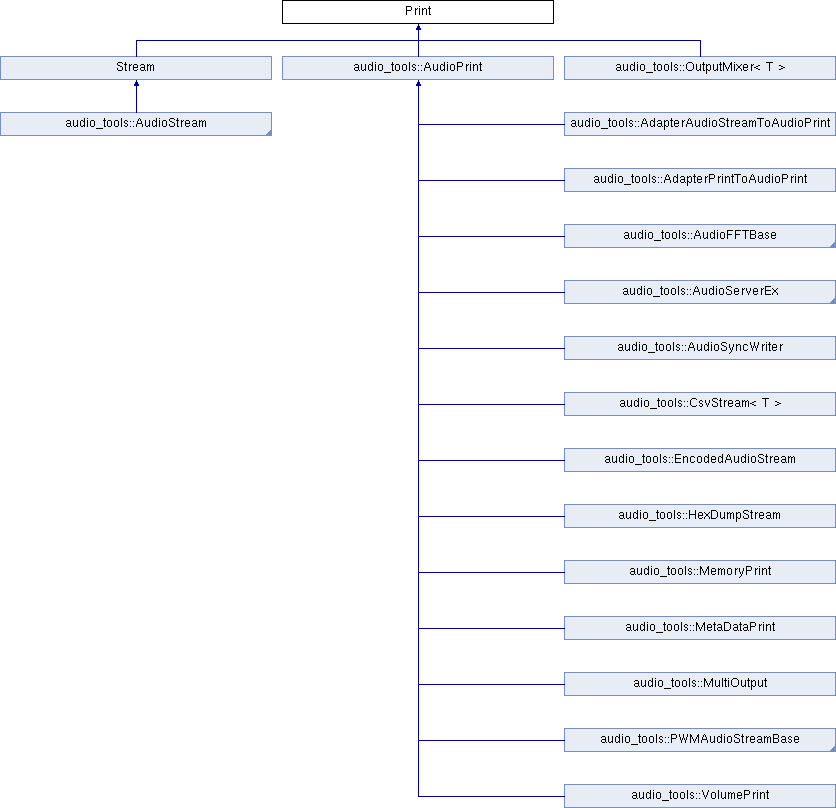 Print
Stream
audio_tools::AudioPrint
audio_tools::OutputMixer< T >
audio_tools::AudioStream
audio_tools::AdapterAudioStreamToAudioPrint
audio_tools::AdapterPrintToAudioPrint
audio_tools::AudioFFTBase
audio_tools::AudioServerEx
audio_tools::AudioSyncWriter
audio_tools::CsvStream< T >
audio_tools::EncodedAudioStream
audio_tools::HexDumpStream
audio_tools::MemoryPrint
audio_tools::MetaDataPrint
audio_tools::MultiOutput
audio_tools::PWMAudioStreamBase
audio_tools::VolumePrint